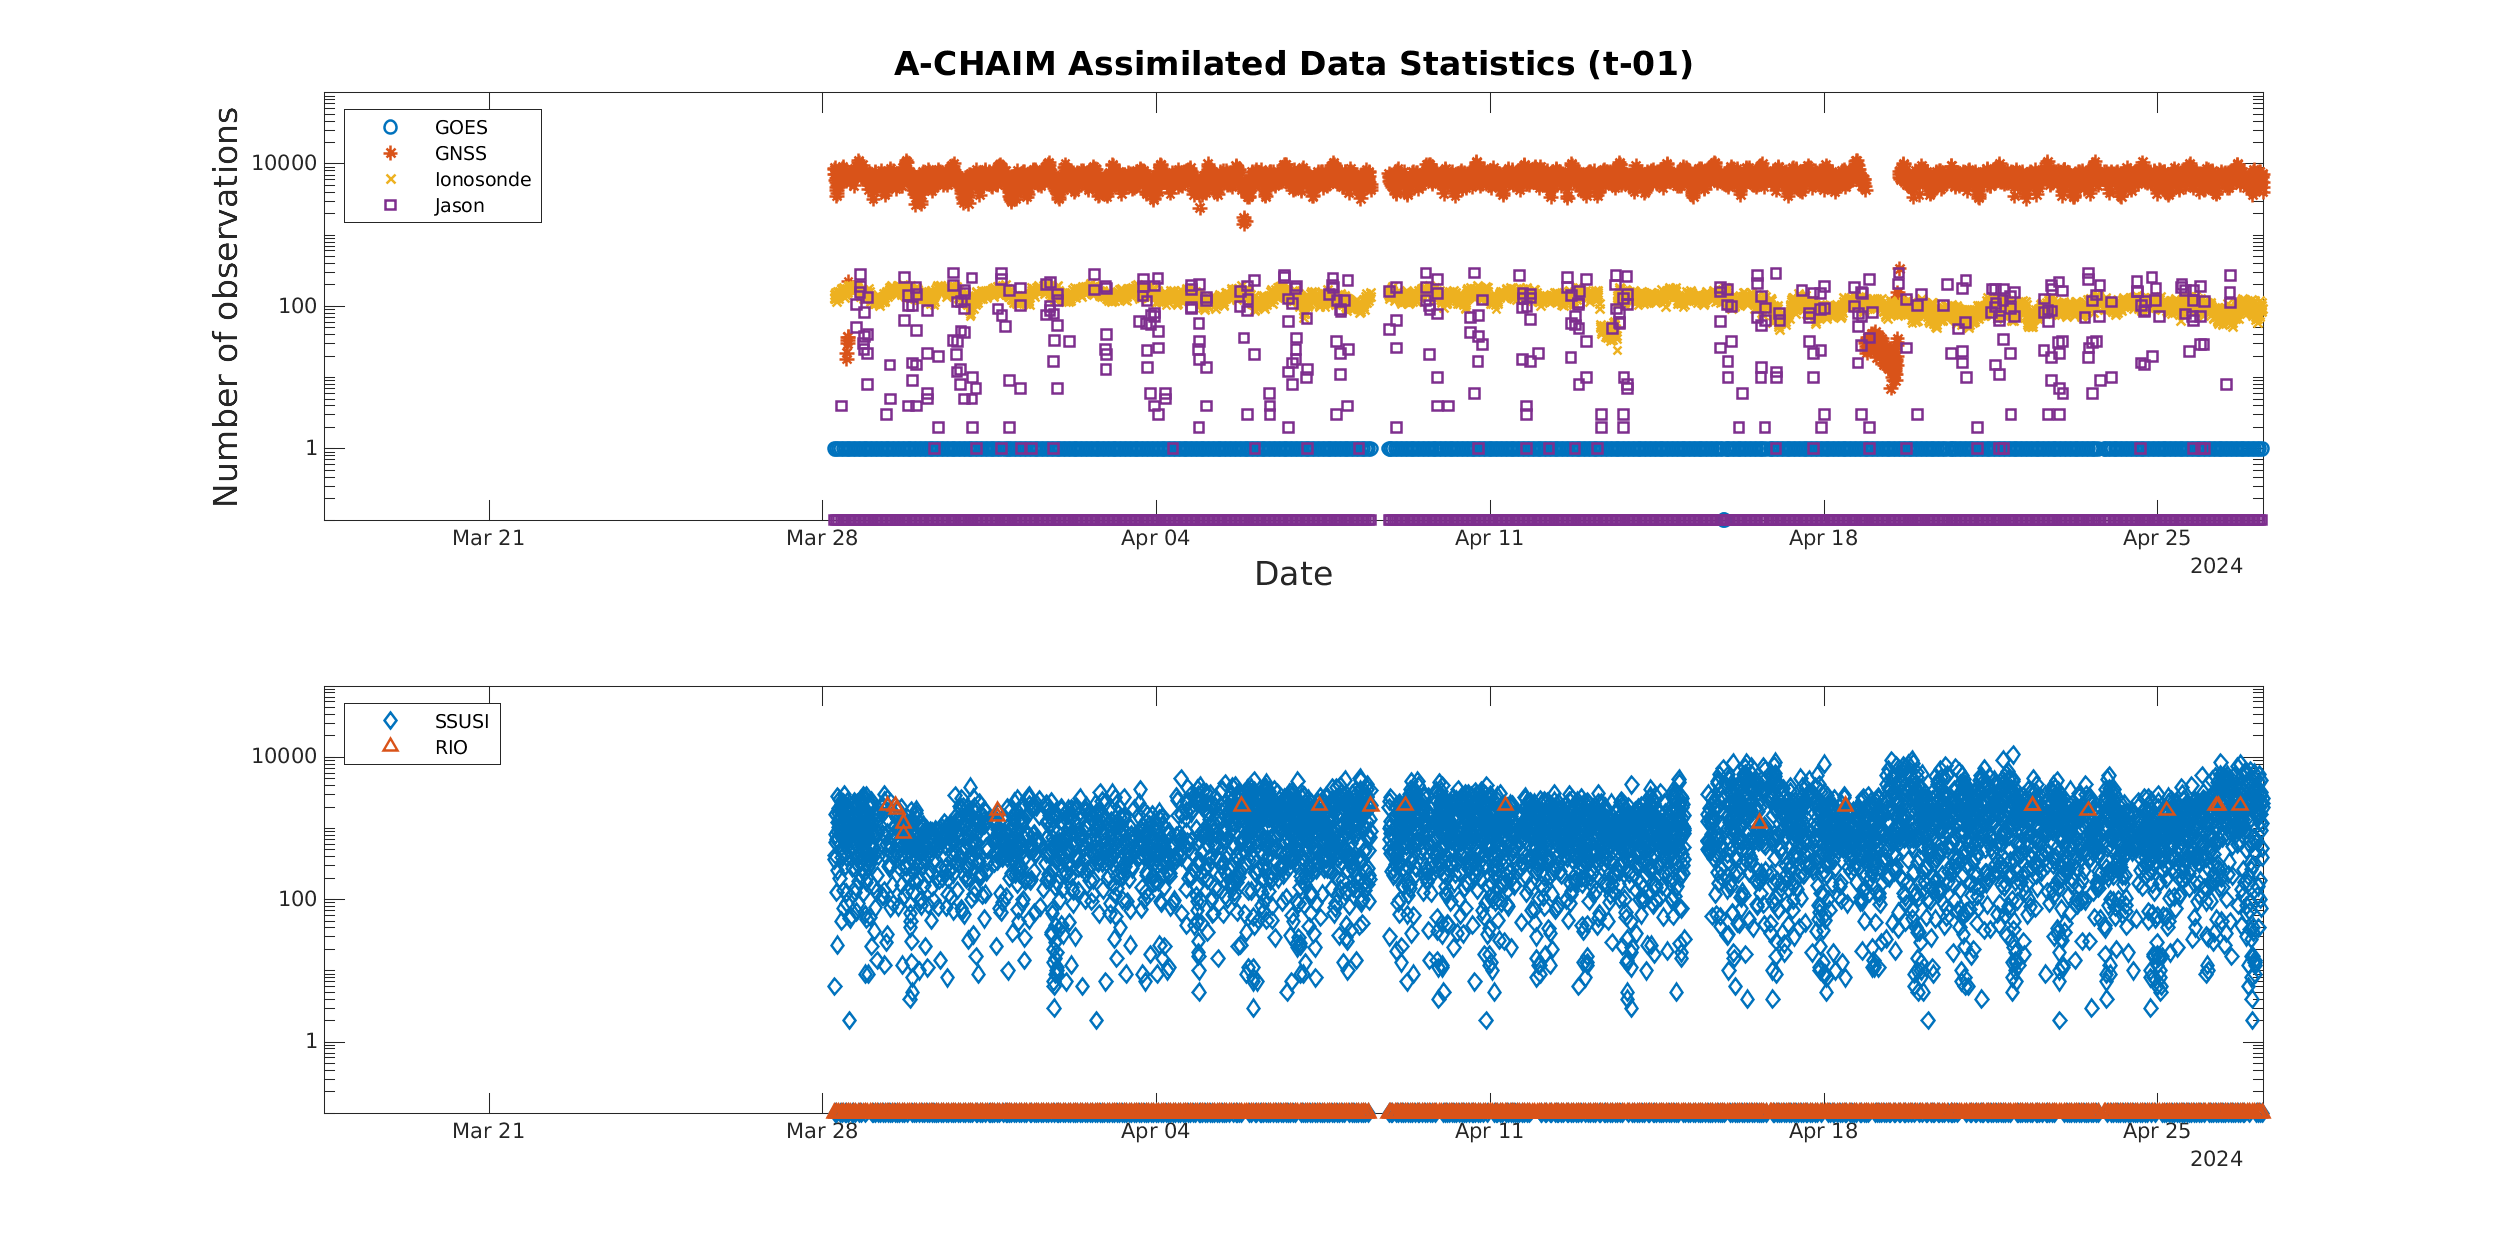 A-CHAIM Assimilated Data Statistics (t-01)
Number of observations
10000
100
1
GOES
GNSS
Ionosonde
Jason
Mar 21
Mar 28
Apr 04
Apr 11
Apr 18
Apr 25
2024
Date
10000
100
1
SSUSI
RIO
Mar 21
Mar 28
Apr 04
Apr 11
Apr 18
Apr 25
2024